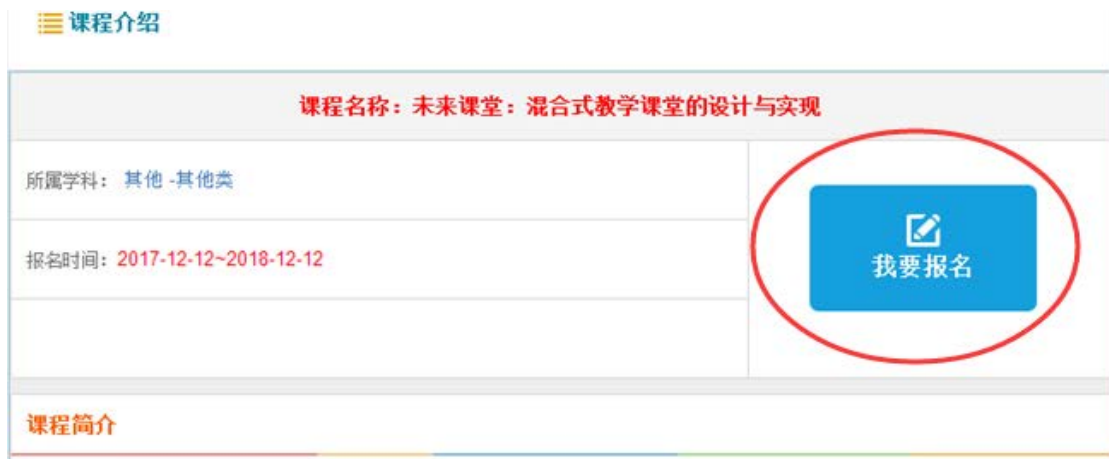 课程介绍
课程名称：未来课堂：混合式教学课堂的设计与实现
所属学科： 其他 -其他类
报名时间：2017-12-12~2018-12-12
我要报名
课程简介